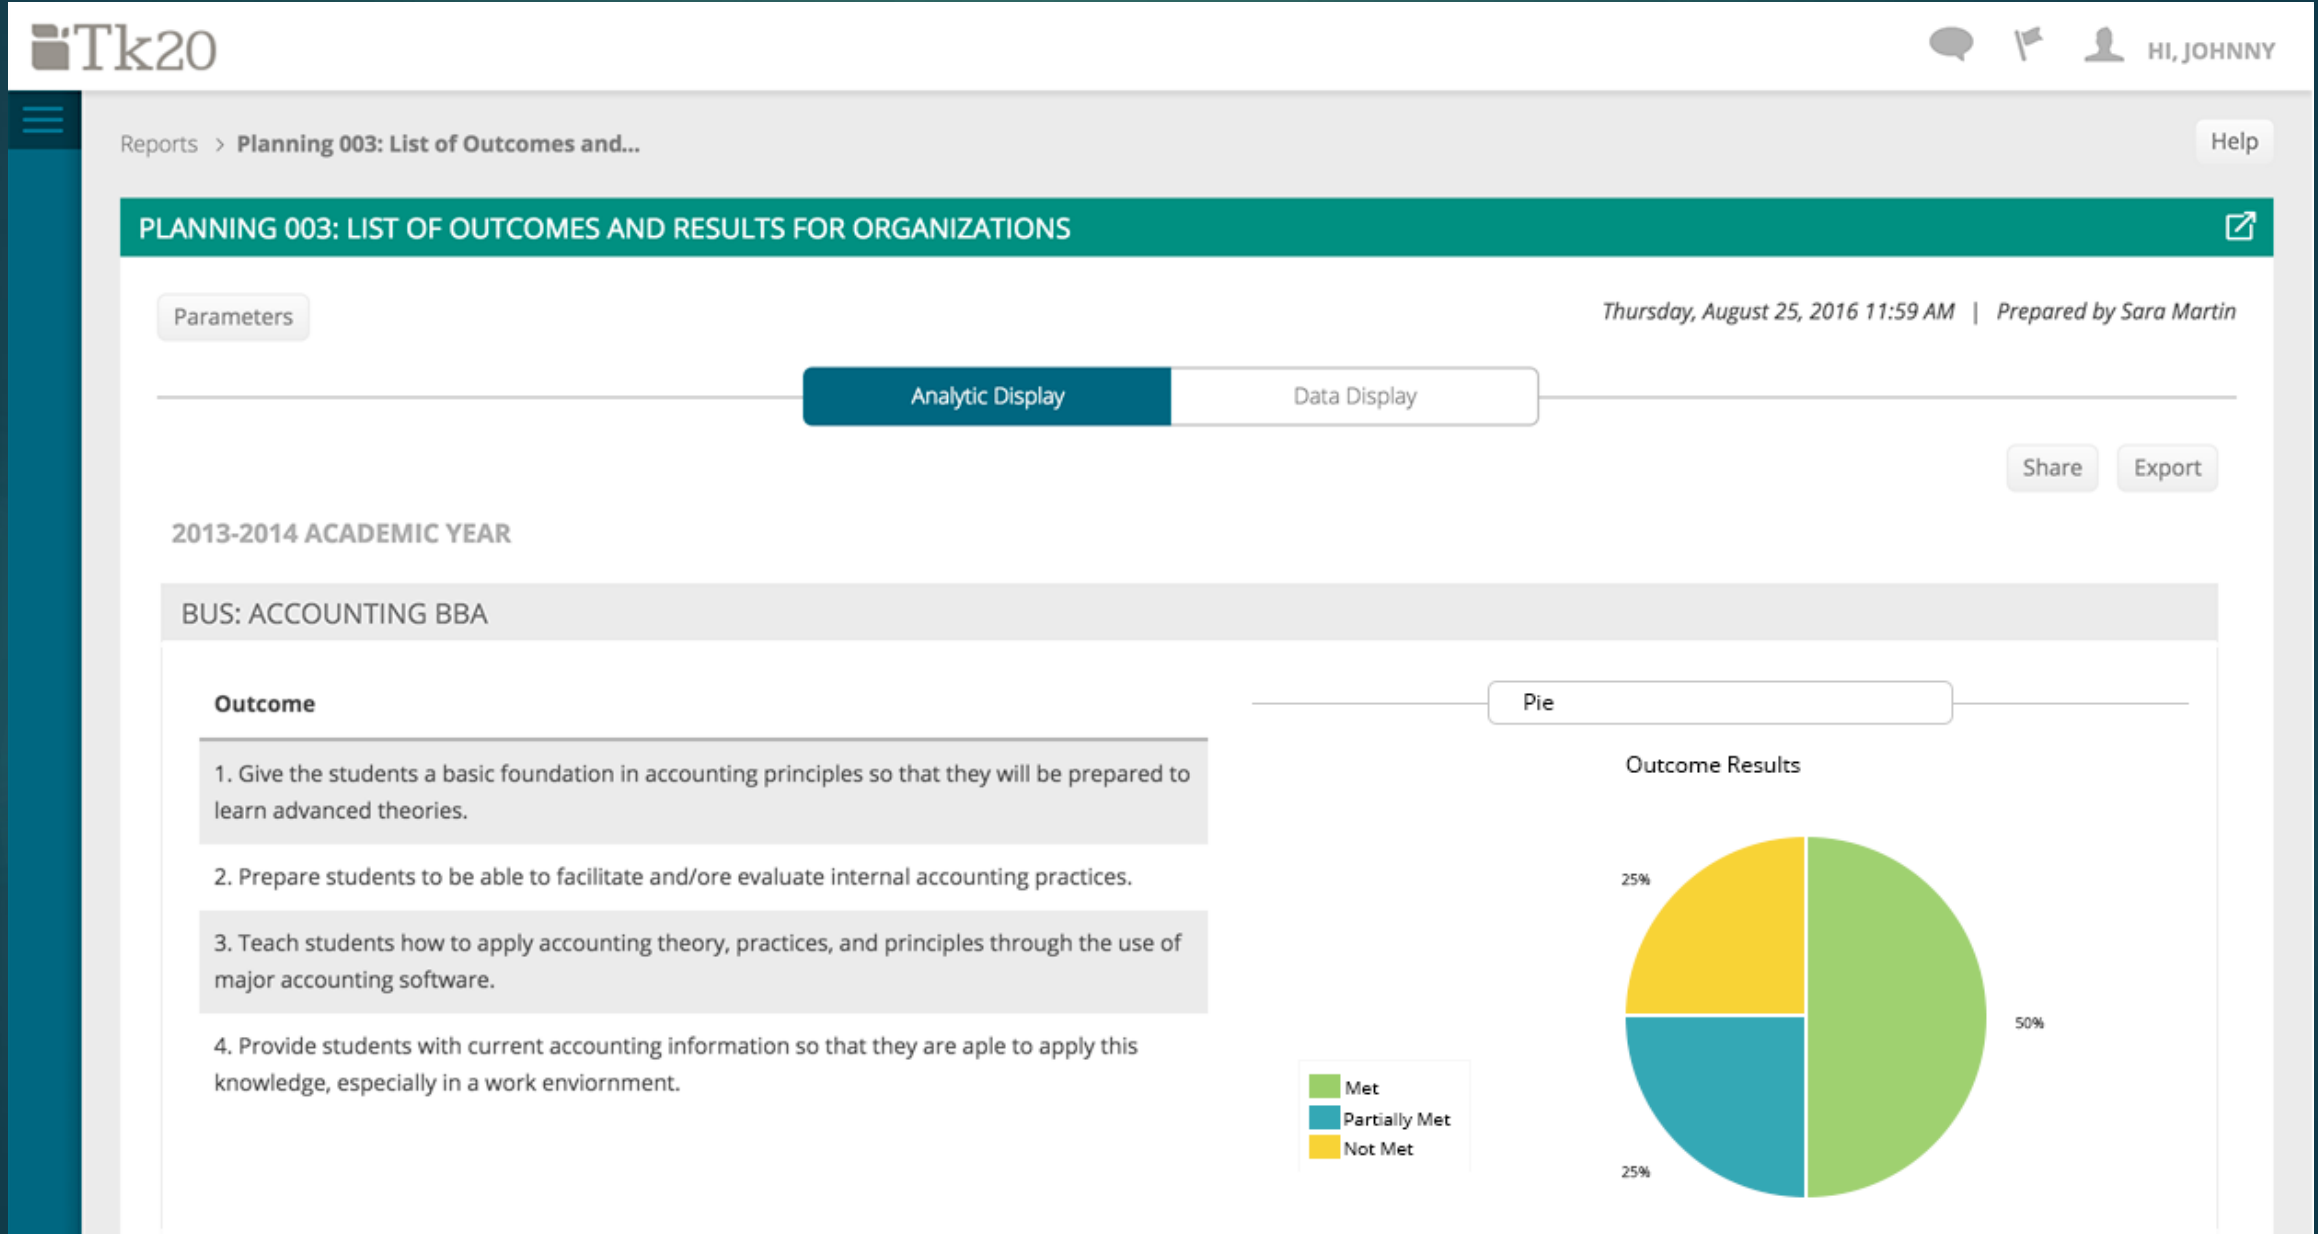 Tk20
HI, JOHNNY
Reports > Planning 003: List of Outcomes and...
Help
PLANNING 003: LIST OF OUTCOMES AND RESULTS FOR ORGANIZATIONS
Parameters
Thursday, August 25, 2016 11:59 AM | Prepared by Sara Martin
Analytic Display
Data Display
Share
Export
2013-2014 ACADEMIC YEAR
BUS: ACCOUNTING BBA
Outcome
1. Give the students a basic foundation in accounting principles so that they will be prepared to
learn advanced theories.
2. Prepare students to be able to facilitate and/ore evaluate internal accounting practices.
3. Teach students how to apply accounting theory, practices, and principles through the use of
major accounting software.
4. Provide students with current accounting information so that they are aple to apply this
knowledge, especially in a work enviornment.
Pie
Outcome Results
25%
50%
25%
Met
Partially Met
Not Met